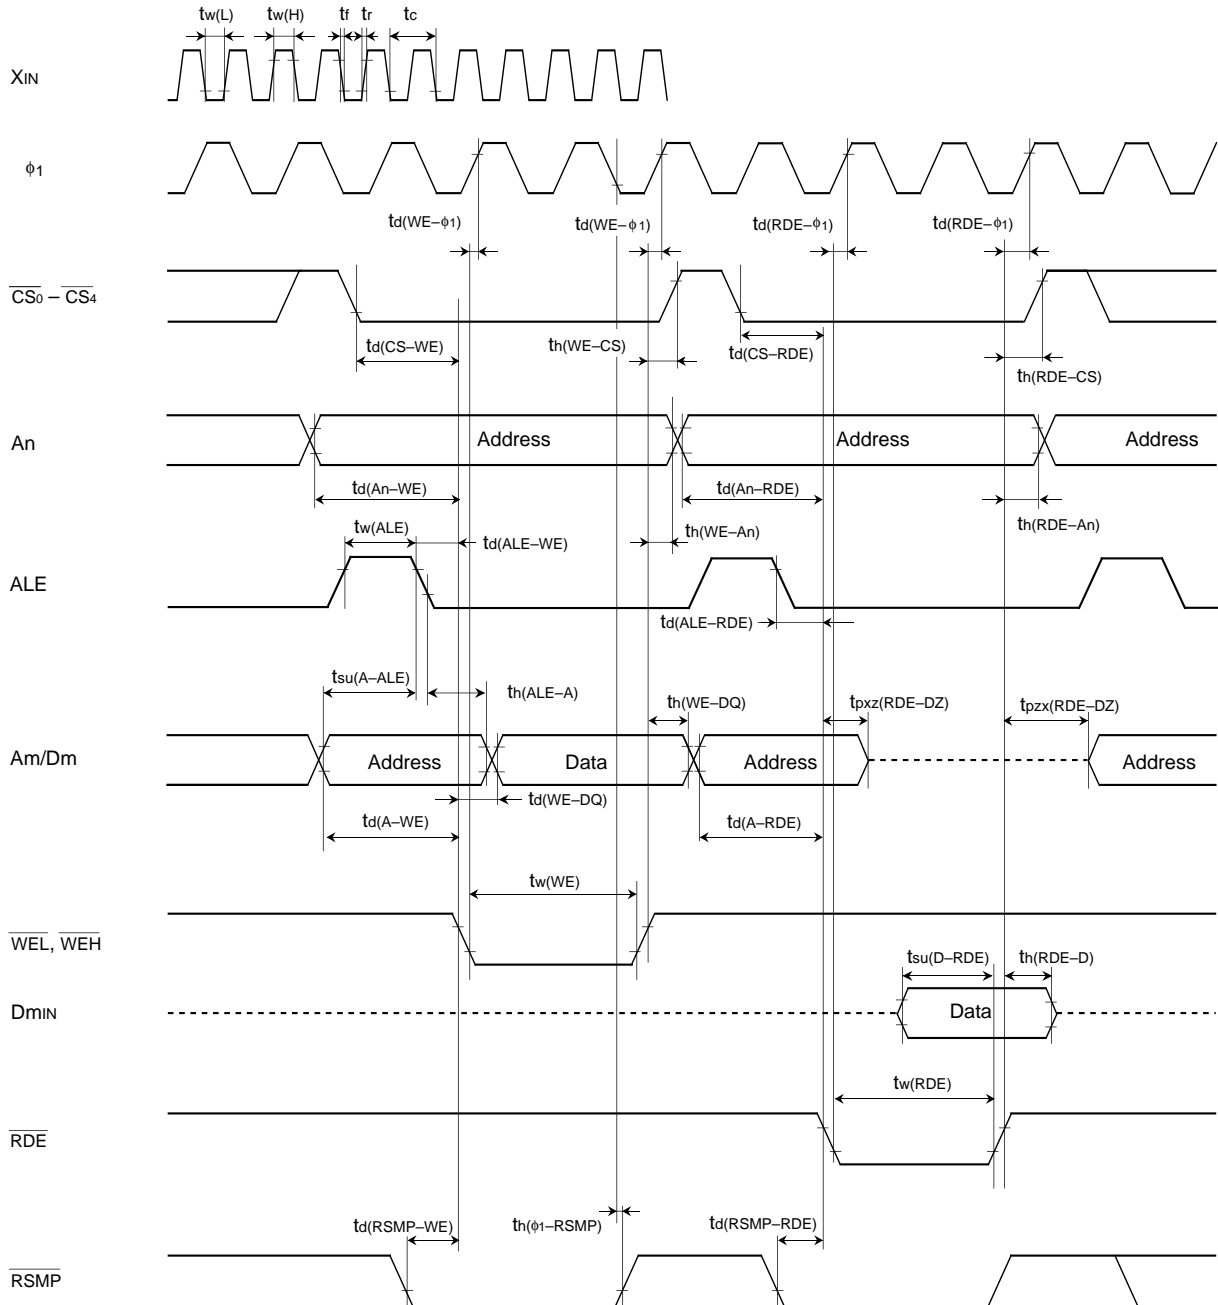 tw(L) tw(H) tf tr tc
XIN
ϕ1
td(WE–ϕ1) td(WE–ϕ1) td(RDE–ϕ1) td(RDE–ϕ1)
CS0 – CS4
td(CS–WE) th(WE–CS) td(CS–RDE)
th(RDE–CS)
An Address Address Address
td(An–WE) td(An–RDE)
tw(ALE) td(ALE–WE) th(WE–An) th(RDE–An)
ALE
td(ALE–RDE)
tsu(A–ALE) th(ALE–A) th(WE–DQ) tpxz(RDE–DZ) tpzx(RDE–DZ)
Am/Dm Address Data Address Address
td(WE–DQ)
td(A–WE) td(A–RDE)
tw(WE)
WEL, WEH
tsu(D–RDE) th(RDE–D)
DmIN Data
tw(RDE)
RDE
td(RSMP–WE) th(ϕ1–RSMP) td(RSMP–RDE)
RSMP